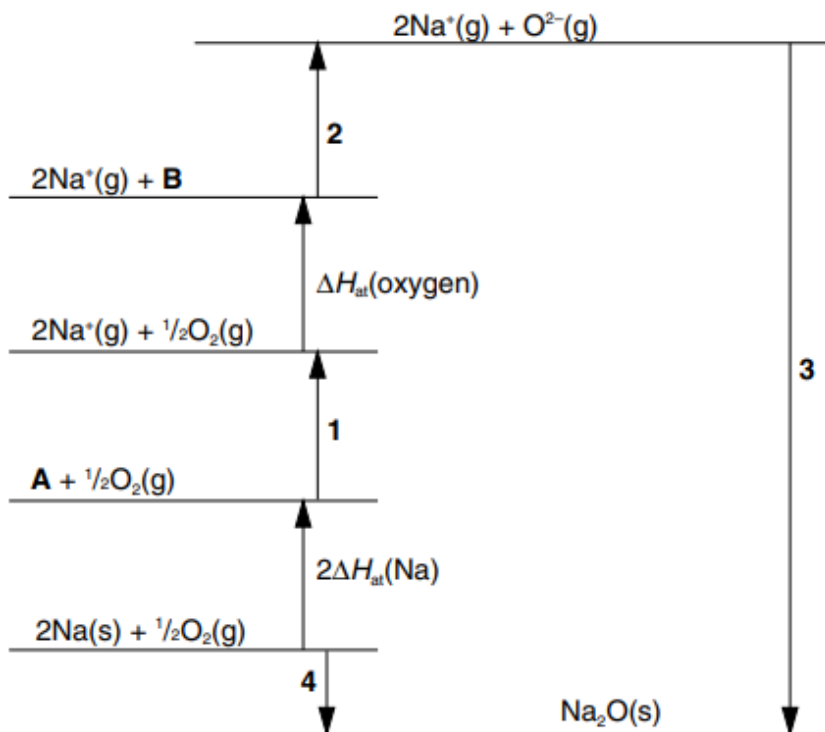 2Na⁺(g) + O²⁻(g)
2
2Na⁺(g) + B
ΔHat(oxygen)
2Na⁺(g) + ¹/₂O₂(g)
3
1
A + ¹/₂O₂(g)
2ΔHat(Na)
2Na(s) + ¹/₂O₂(g)
4
Na₂O(s)